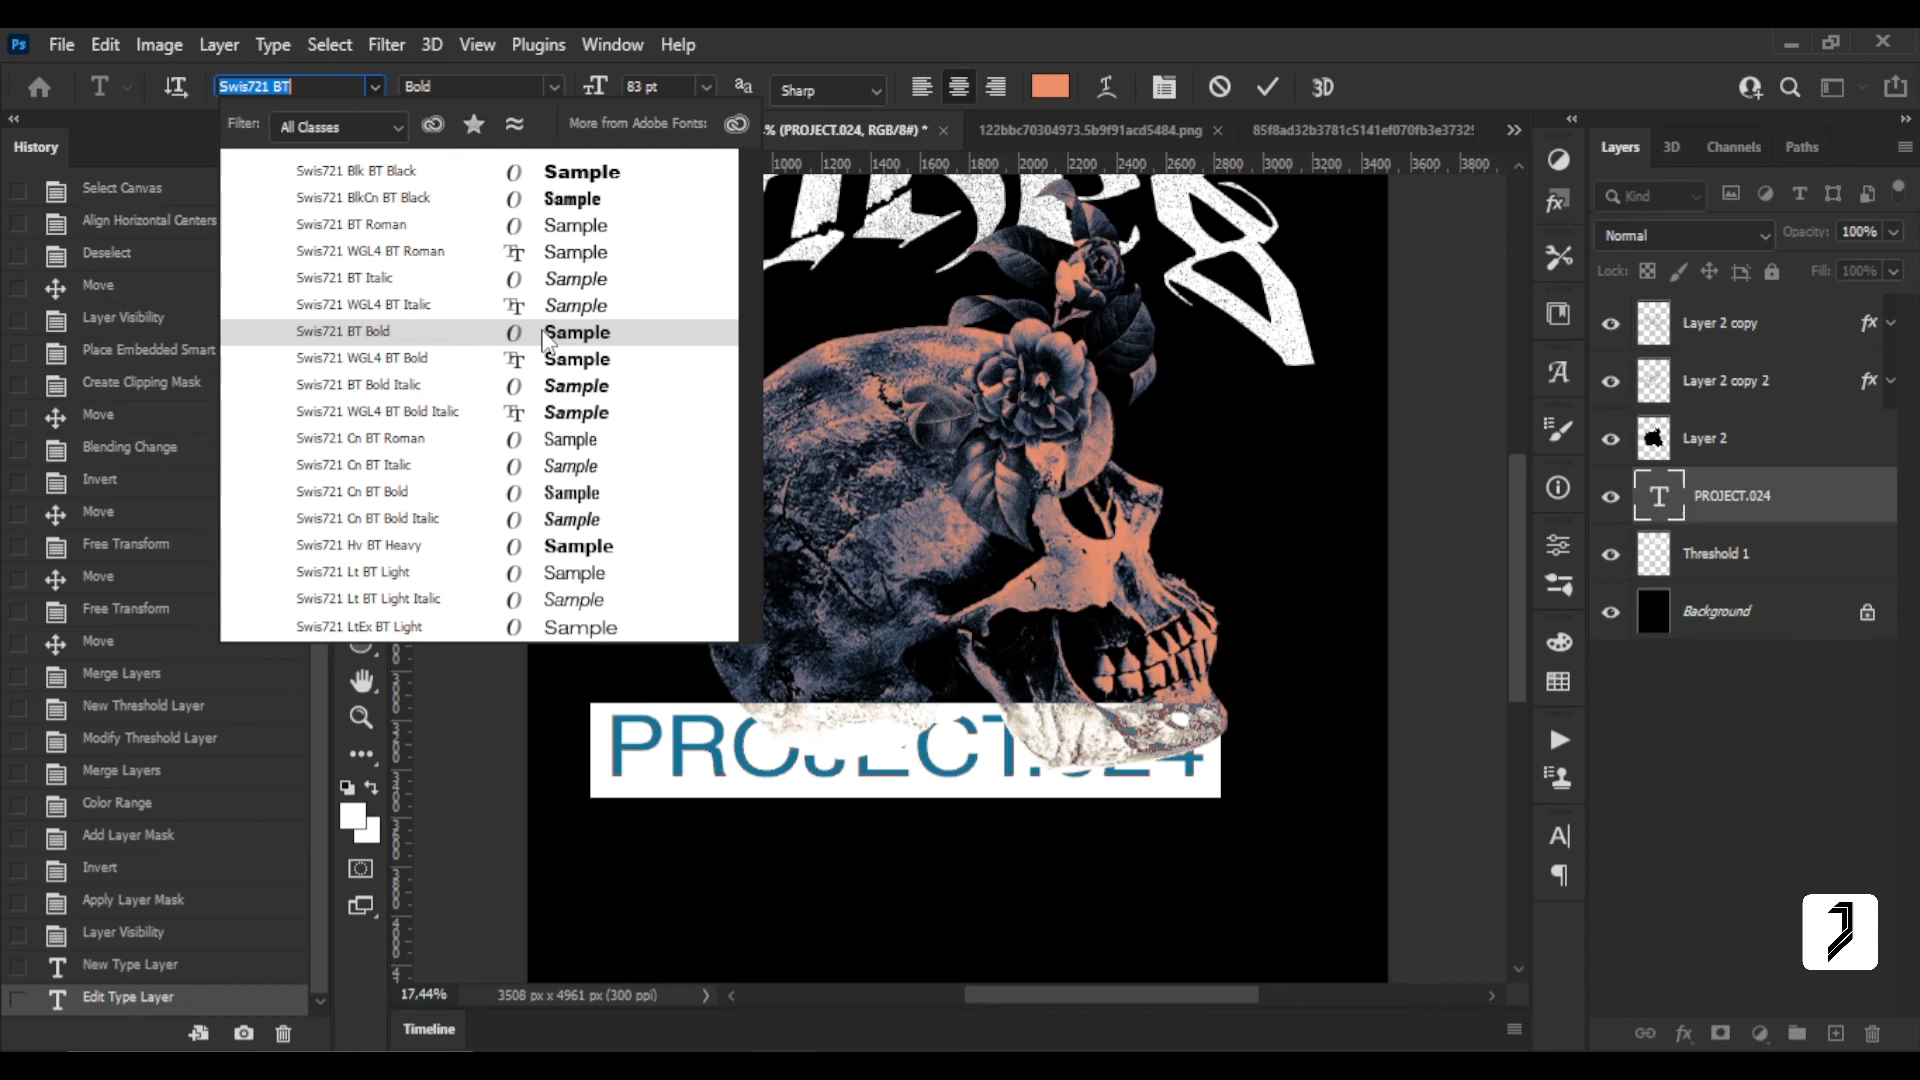 Ps File Edit Image Layer Type Select Filter 3D View Plugins Window Help
Swis721 BT Bold 83 pt aa Sharp 3D
Filter: All Classes More from Adobe Fonts:
% (PROJECT.024, RGB/8#) * 122bbc70304973.5b9f91acd5484.png
1000 1200 1400 1600 1800 2000 2200 2400 2600 2800 3000 3200 3400 3600 3800
Swis721 Blk BT Black Sample
Swis721 BlkCn BT Black Sample
Swis721 BT Roman Sample
Swis721 WGL4 BT Roman Sample
Swis721 BT Italic Sample
Swis721 WGL4 BT Italic Sample
Swis721 BT Bold Sample
Swis721 WGL4 BT Bold Sample
Swis721 BT Bold Italic Sample
Swis721 WGL4 BT Bold Italic Sample
Swis721 Cn BT Roman Sample
Swis721 Cn BT Italic Sample
Swis721 Cn BT Bold Sample
Swis721 Cn BT Bold Italic Sample
Swis721 Hv BT Heavy Sample
Swis721 Lt BT Light Sample
Swis721 Lt BT Light Italic Sample
Swis721 LtEx BT Light Sample
History
Select Canvas
Align Horizontal Centers
Deselect
Move
Layer Visibility
Place Embedded Smart
Create Clipping Mask
Move
Blending Change
Invert
Move
Free Transform
Move
Free Transform
Move
Merge Layers
New Threshold Layer
Modify Threshold Layer
Merge Layers
Color Range
Add Layer Mask
Invert
Apply Layer Mask
Layer Visibility
New Type Layer
Edit Type Layer
PROJECT.024
17,44% 3508 px x 4961 px (300 ppi)
Timeline
Layers 3D Channels Paths
Kind
Normal Opacity: 100%
Lock: Fill: 100%
Layer 2 copy fx
Layer 2 copy 2 fx
Layer 2
PROJECT.024
Threshold 1
Background